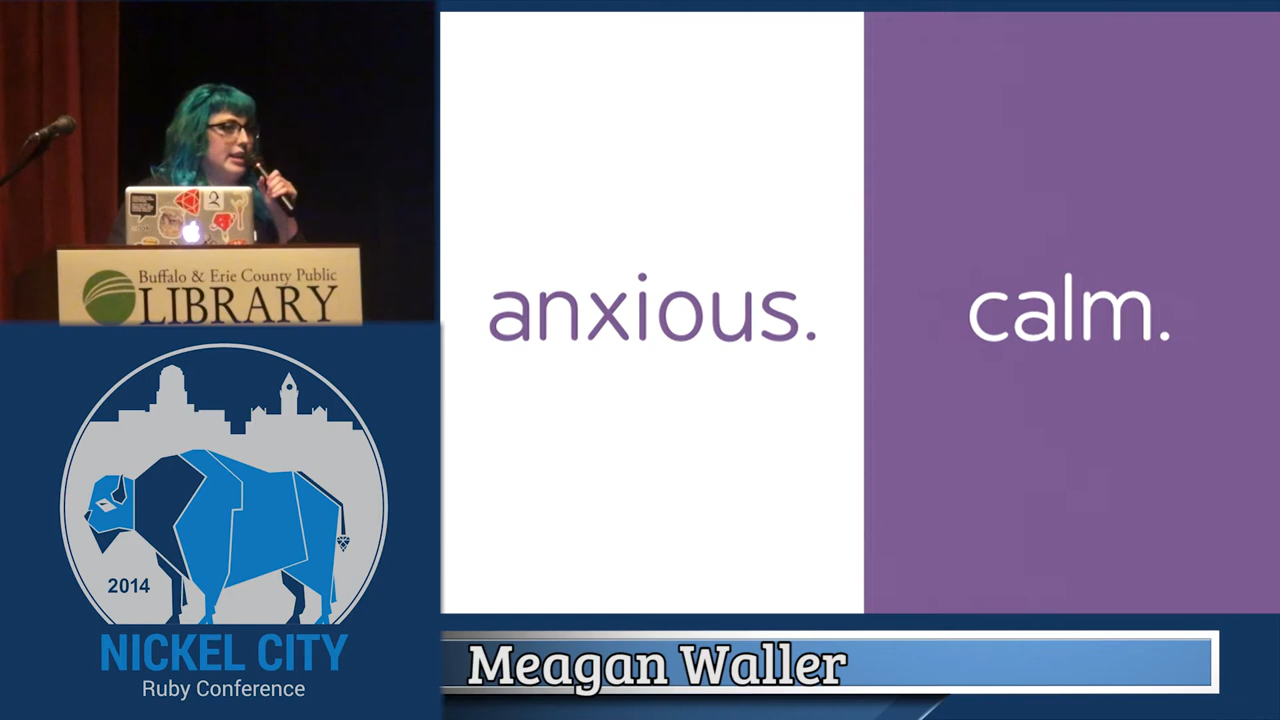 anxious.
calm.
Buffalo & Erie County Public
LIBRARY
2014
NICKEL CITY
Ruby Conference
Meagan Waller